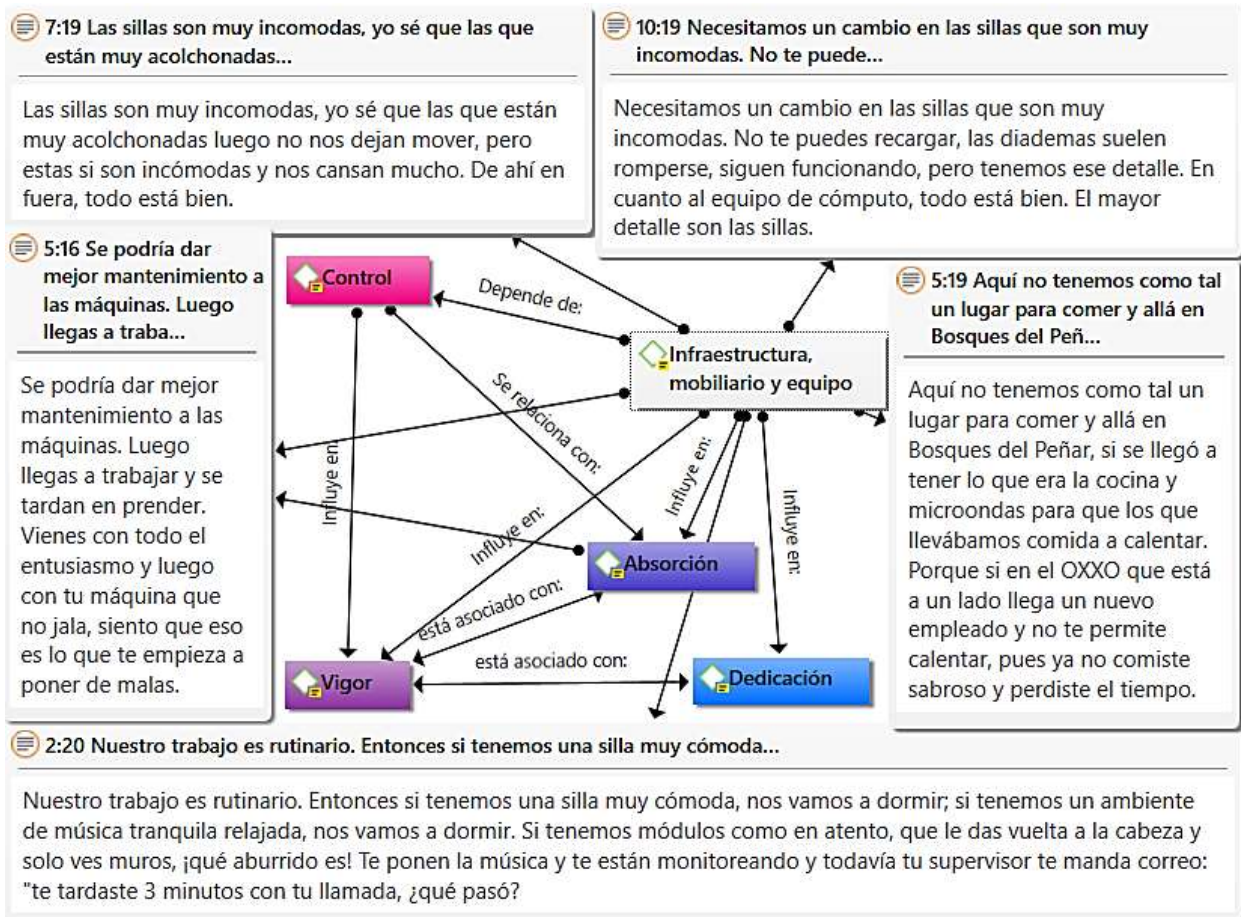 7:19 Las sillas son muy incomodas, yo sé que las que
están muy acolchonadas...
Las sillas son muy incomodas, yo sé que las que están
muy acolchonadas luego no nos dejan mover, pero
estas si son incómodas y nos cansan mucho. De ahí en
fuera, todo está bien.
10:19 Necesitamos un cambio en las sillas que son muy
incomodas. No te puede...
Necesitamos un cambio en las sillas que son muy
incomodas. No te puedes recargar, las diademas suelen
romperse, siguen funcionando, pero tenemos ese detalle. En
cuanto al equipo de cómputo, todo está bien. El mayor
detalle son las sillas.
5:16 Se podría dar
mejor mantenimiento a
las máquinas. Luego
llegas a traba...
Se podría dar mejor
mantenimiento a las
máquinas. Luego
llegas a trabajar y se
tardan en prender.
Vienes con todo el
entusiasmo y luego
con tu máquina que
no jala, siento que eso
es lo que te empieza a
poner de malas.
Control
Depende de:
Infraestructura,
mobiliario y equipo
Se relaciona con:
Influye en:
Influye en:
Influye en:
Influye en:
Absorción
está asociado con:
está asociado con:
Vigor
Dedicación
5:19 Aquí no tenemos como tal
un lugar para comer y allá en
Bosques del Peñ...
Aquí no tenemos como tal un
lugar para comer y allá en
Bosques del Peñar, si se llegó a
tener lo que era la cocina y
microondas para que los que
llevábamos comida a calentar.
Porque si en el OXXO que está
a un lado llega un nuevo
empleado y no te permite
calentar, pues ya no comiste
sabroso y perdiste el tiempo.
2:20 Nuestro trabajo es rutinario. Entonces si tenemos una silla muy cómoda...
Nuestro trabajo es rutinario. Entonces si tenemos una silla muy cómoda, nos vamos a dormir; si tenemos un ambiente
de música tranquila relajada, nos vamos a dormir. Si tenemos módulos como en atento, que le das vuelta a la cabeza y
solo ves muros, ¡qué aburrido es! Te ponen la música y te están monitoreando y todavía tu supervisor te manda correo:
"te tardaste 3 minutos con tu llamada, ¿qué pasó?